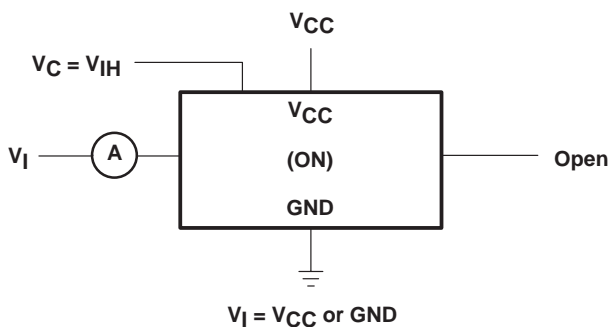 VCC
VC = VIH
VCC
VI
A
(ON)
Open
GND
VI = VCC or GND